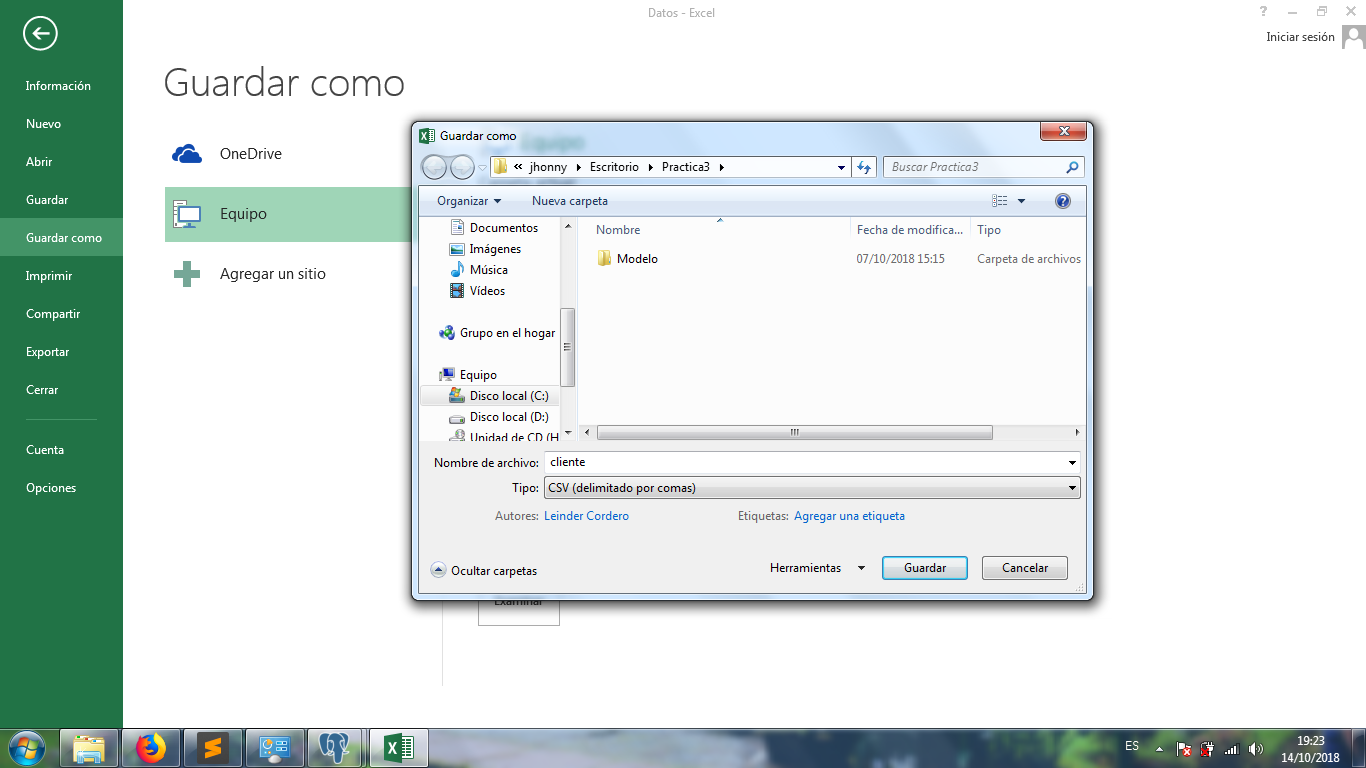 Datos - Excel
Iniciar sesión
Información
Nuevo
Abrir
Guardar
Guardar como
Imprimir
Compartir
Exportar
Cerrar
Cuenta
Opciones
Guardar como
OneDrive
Equipo
Agregar un sitio
Equipo
Guardar como
« jhonny Escritorio Practica3
Buscar Practica3
Organizar Nueva carpeta
Documentos
Imágenes
Música
Vídeos
Grupo en el hogar
Equipo
Disco local (C:)
Disco local (D:)
Unidad de CD (H
Nombre Fecha de modifica... Tipo
Modelo 07/10/2018 15:15 Carpeta de archivos
Nombre de archivo: cliente
Tipo: CSV (delimitado por comas)
Autores: Leinder Cordero Etiquetas: Agregar una etiqueta
Ocultar carpetas Herramientas Guardar Cancelar
Examinar
ES
19:23
14/10/2018